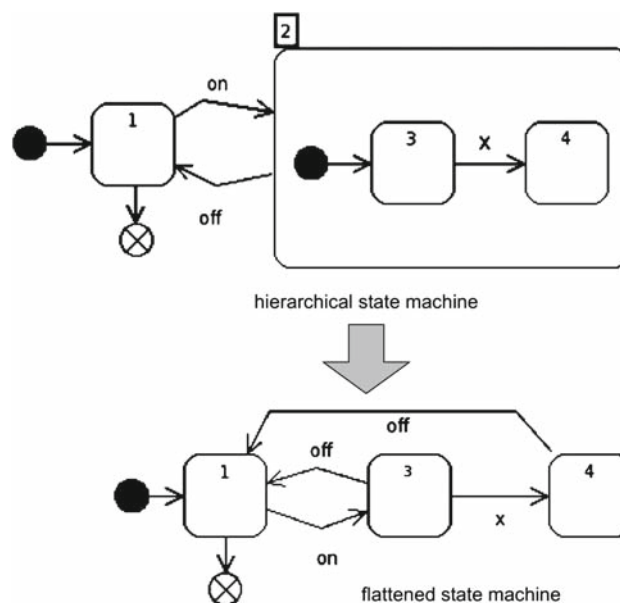 2
on
1
3
X
4
off
hierarchical state machine
off
off
1
3
4
x
on
flattened state machine